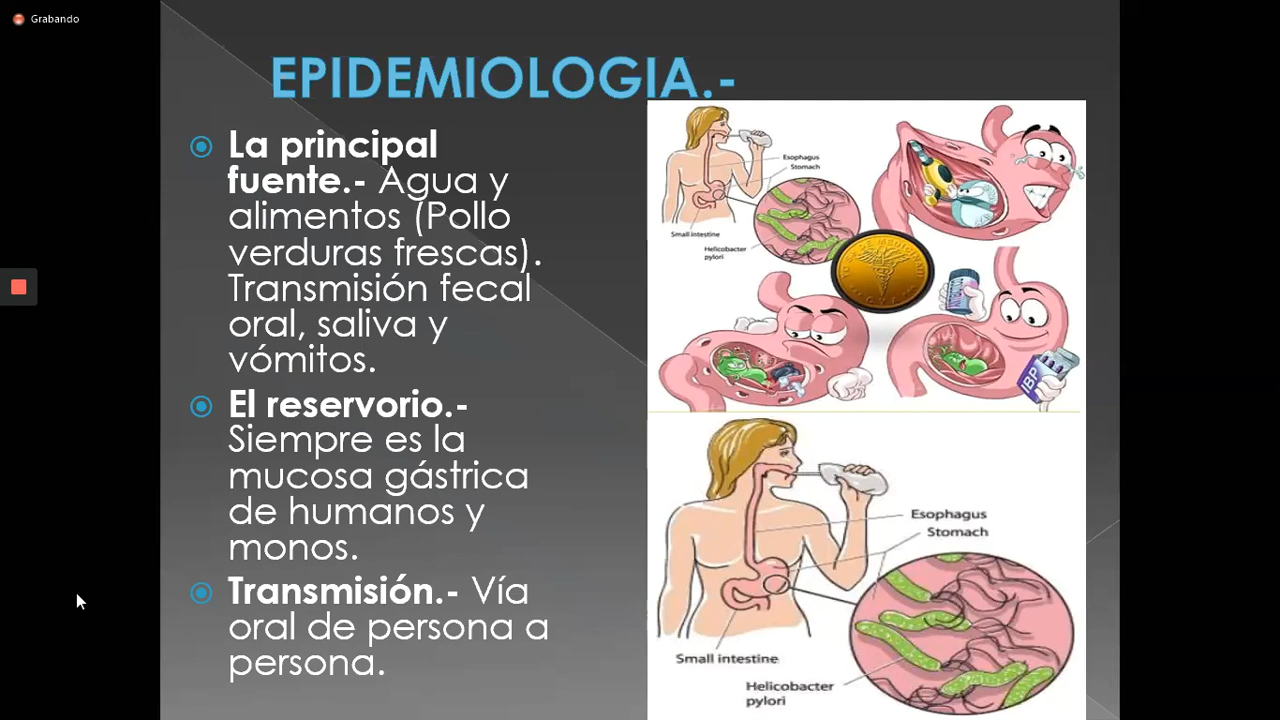 Grabando
EPIDEMIOLOGIA.-
La principal
fuente.- Agua y
alimentos (Pollo
verduras frescas).
Transmisión fecal
oral, saliva y
vómitos.
El reservorio.-
Siempre es la
mucosa gástrica
de humanos y
monos.
Transmisión.- Vía
oral de persona a
persona.
Esophagus
Stomach
Small intestine
Helicobacter
pylori
IBP
Esophagus
Stomach
Small intestine
Helicobacter
pylori